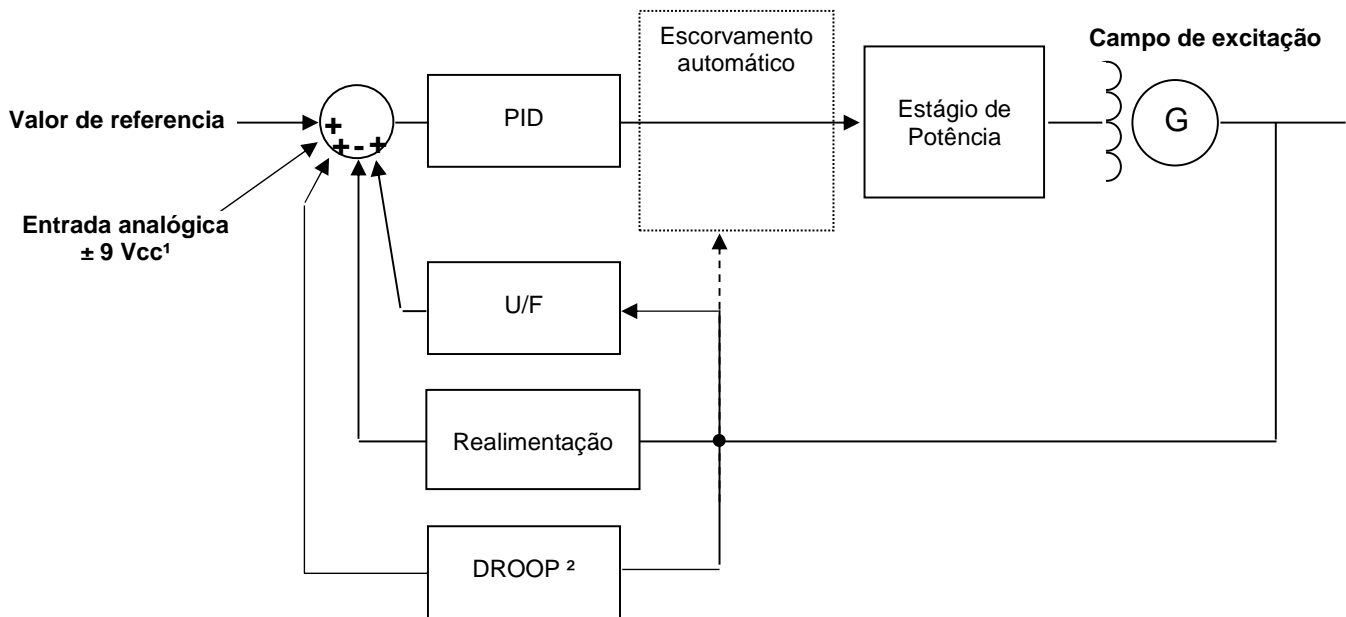 Escorvamento
automático
Campo de excitação
Valor de referencia
+
+
-
+
PID
Estágio de
Potência
G
Entrada analógica
± 9 Vcc¹
U/F
Realimentação
DROOP ²